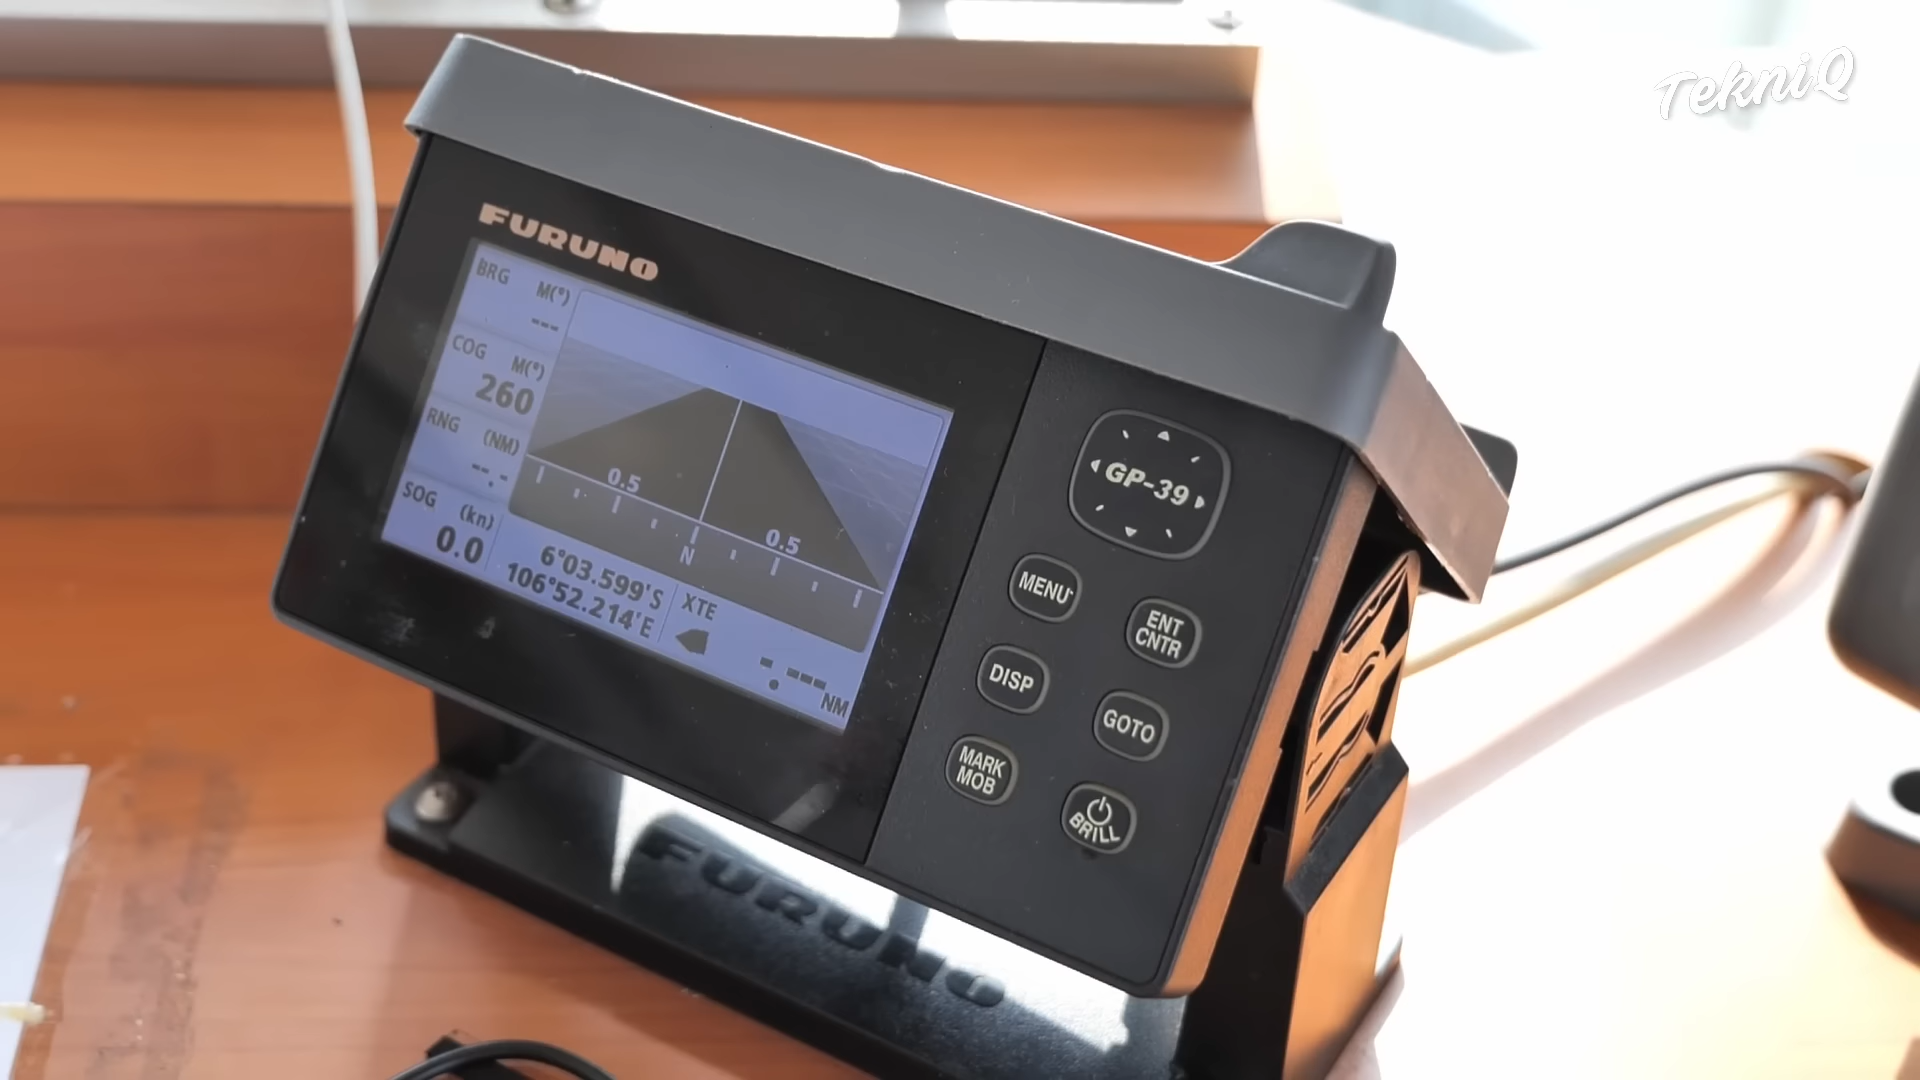 TekniQ
FURUNO
BRG
M(°)
---
COG
M(°)
260
RNG
(NM)
--.-
SOG
(kn)
0.0
0.5
0.5
N
6°03.599'S
106°52.214'E
XTE
-.---
NM
GP-39
MENU
ENT
CNTR
DISP
GOTO
MARK
MOB
BRILL
FURUNO